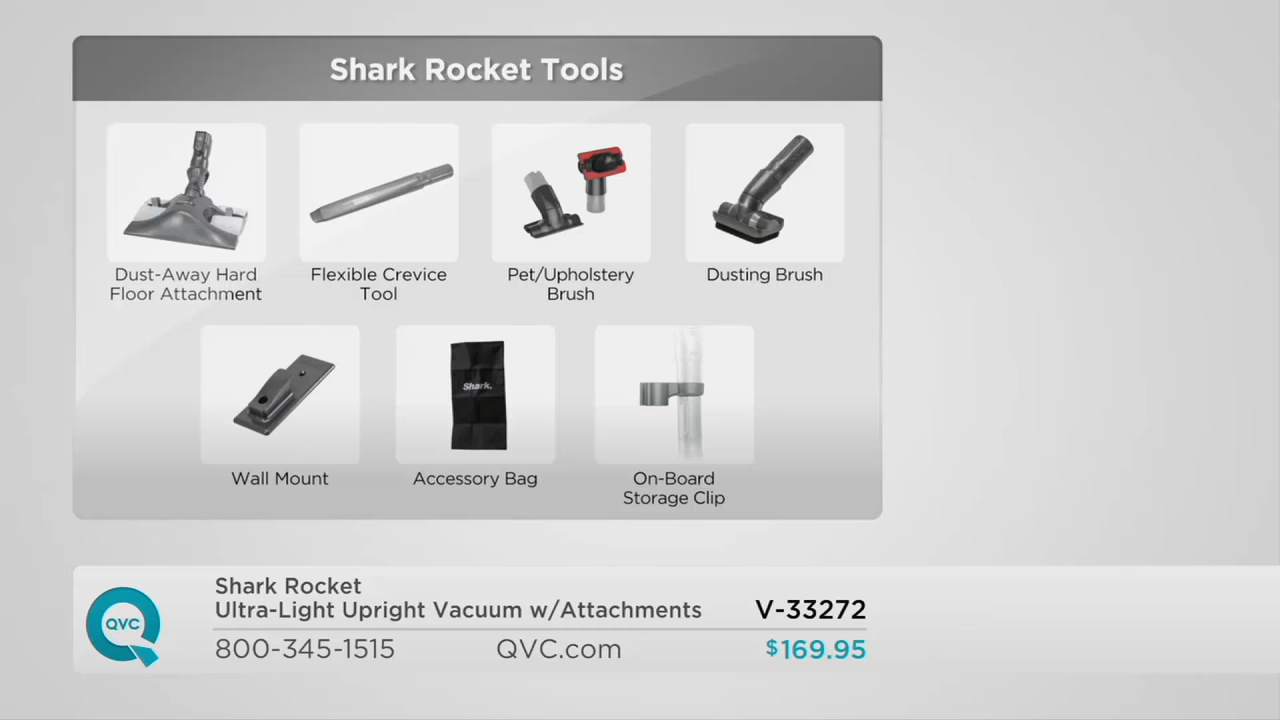 Shark Rocket Tools
Dust-Away Hard
Floor Attachment
Flexible Crevice
Tool
Pet/Upholstery
Brush
Dusting Brush
Shark.
Wall Mount
Accessory Bag
On-Board
Storage Clip
QVC
Shark Rocket
Ultra-Light Upright Vacuum w/Attachments V-33272
800-345-1515 QVC.com $169.95